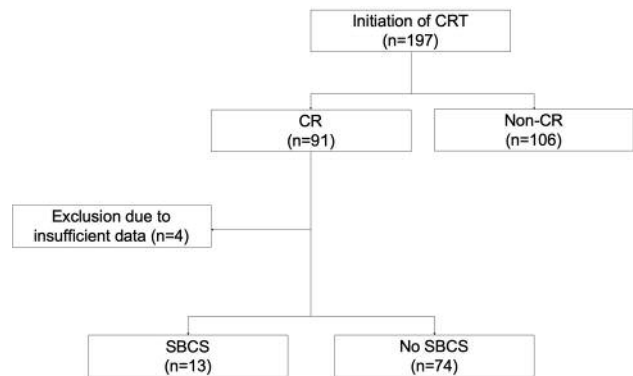 Initiation of CRT
(n=197)
CR
(n=91)
Non-CR
(n=106)
Exclusion due to
insufficient data (n=4)
SBCS
(n=13)
No SBCS
(n=74)